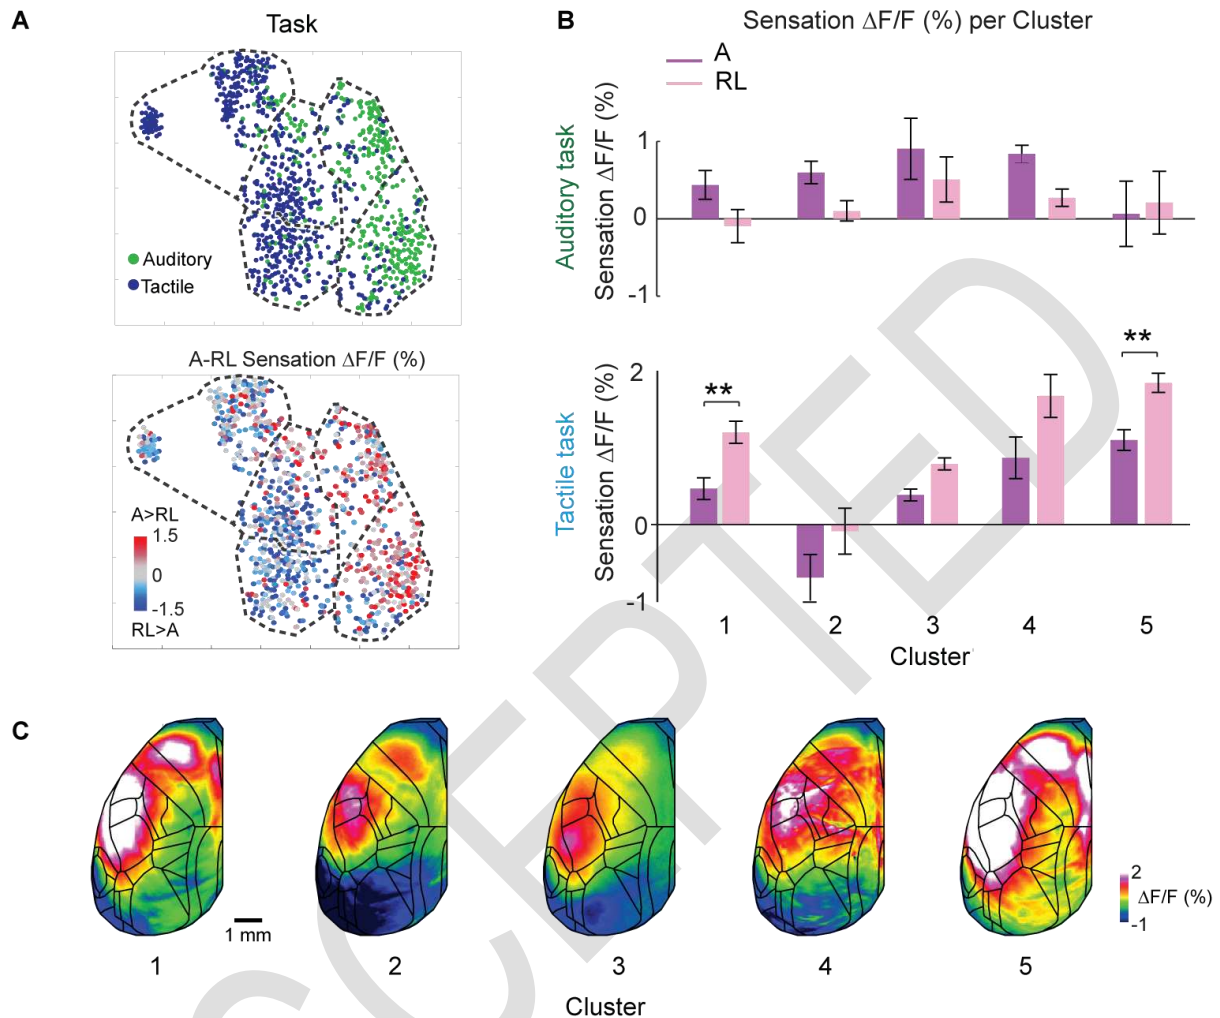 A
Task
Auditory
Tactile
A-RL Sensation ΔF/F (%)
A>RL
1.5
0
-1.5
RL>A
B
Sensation ΔF/F (%) per Cluster
A
RL
Auditory task
Sensation ΔF/F (%)
1
0
-1
Tactile task
Sensation ΔF/F (%)
2
0
-1
**
**
1 2 3 4 5
Cluster
C
1 mm
2
ΔF/F (%)
-1
1 2 3 4 5
Cluster
CCEPTED